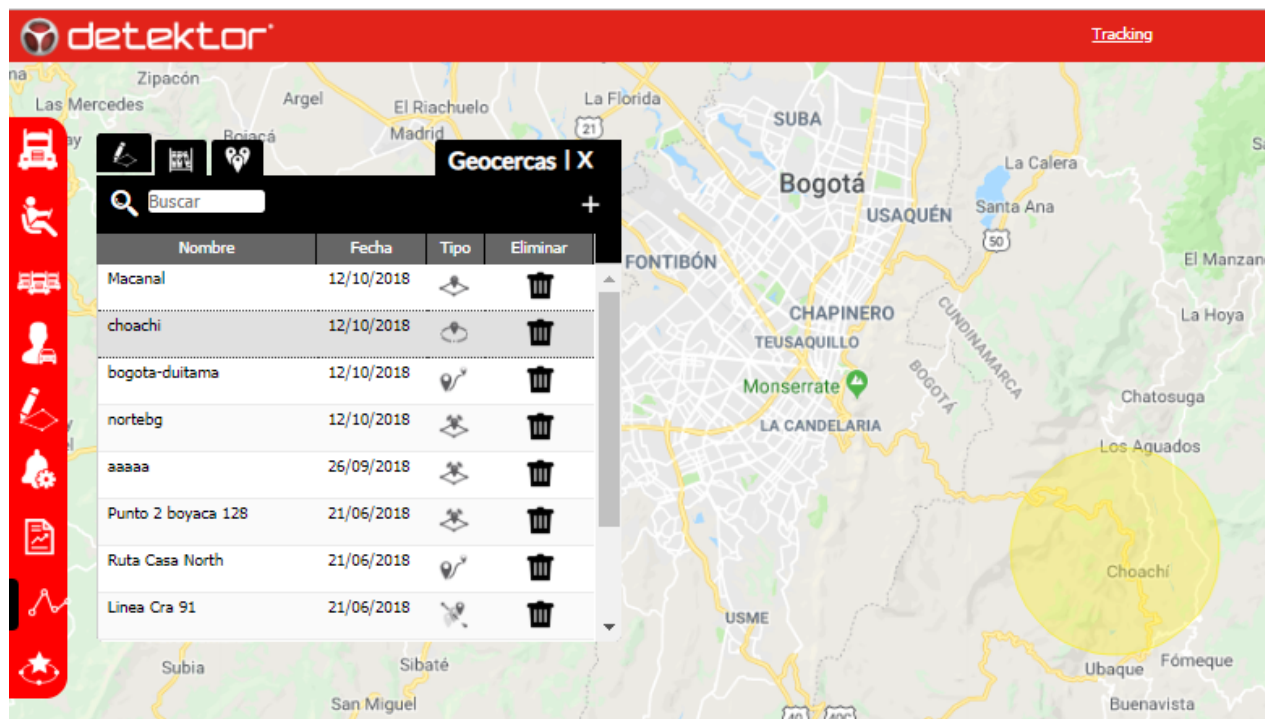 detektor
Tracking
Zipacón
Las Mercedes
Argel
El Riachuelo
La Florida
21
Bojacá
Madrid
SUBA
La Calera
Geocercas | X
Bogotá
Buscar
+
USAQUÉN
Santa Ana
50
Nombre
Fecha
Tipo
Eliminar
FONTIBÓN
El Manzan
Macanal
12/10/2018
CHAPINERO
CUNDINAMARCA
La Hoya
choachi
12/10/2018
TEUSAQUILLO
BOGOTÁ
bogota-duitama
12/10/2018
Monserrate
Chatosuga
nortebg
12/10/2018
LA CANDELARIA
Los Aguados
aaaaa
26/09/2018
Punto 2 boyaca 128
21/06/2018
Ruta Casa North
21/06/2018
Choachí
Linea Cra 91
21/06/2018
USME
Subia
Sibaté
Ubaque
Fómeque
San Miguel
Buenavista
40
40C